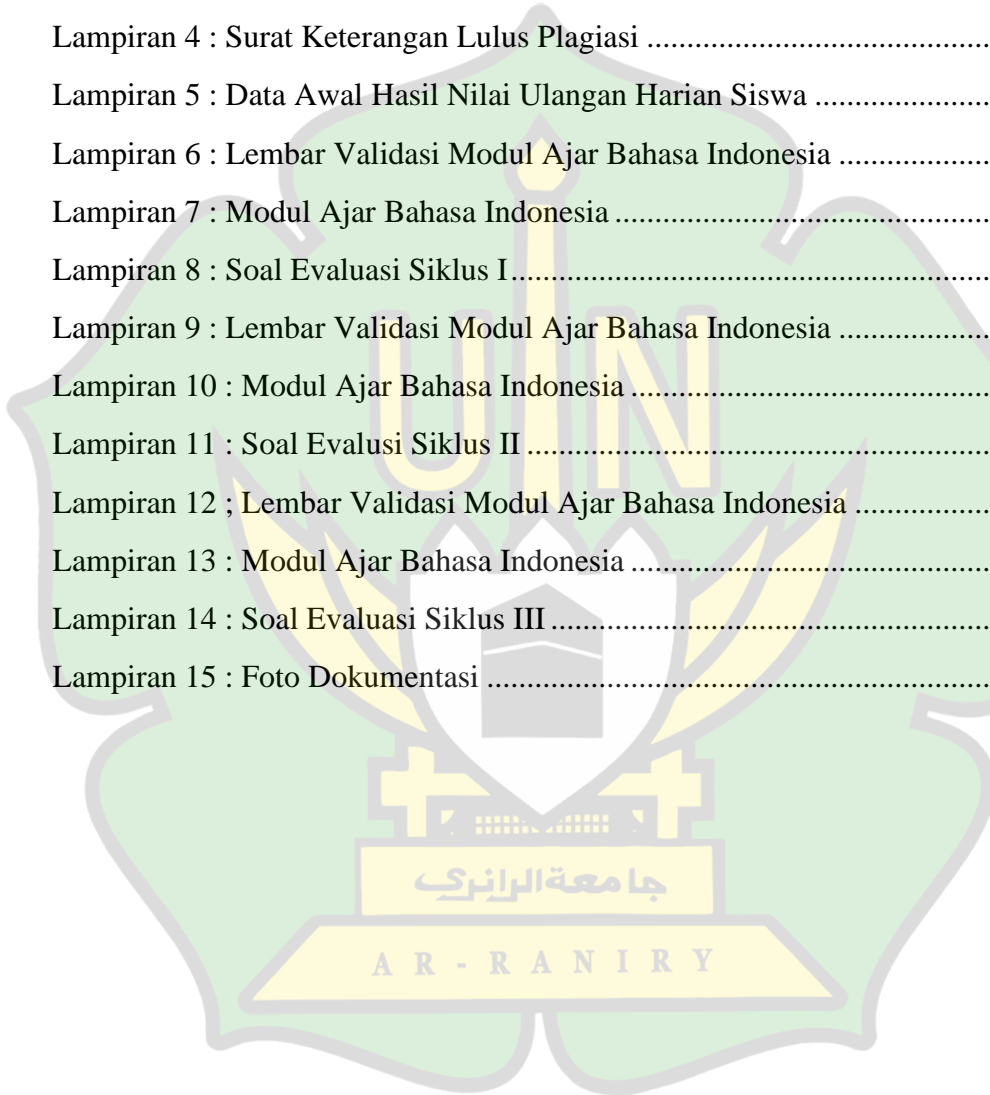 Lampiran 4 : Surat Keterangan Lulus Plagiasi ....................................
Lampiran 5 : Data Awal Hasil Nilai Ulangan Harian Siswa ..................
Lampiran 6 : Lembar Validasi Modul Ajar Bahasa Indonesia ...............
Lampiran 7 : Modul Ajar Bahasa Indonesia ........................................
Lampiran 8 : Soal Evaluasi Siklus I ....................................................
Lampiran 9 : Lembar Validasi Modul Ajar Bahasa Indonesia ...............
Lampiran 10 : Modul Ajar Bahasa Indonesia ......................................
Lampiran 11 : Soal Evalusi Siklus II ..................................................
Lampiran 12 ; Lembar Validasi Modul Ajar Bahasa Indonesia .............
Lampiran 13 : Modul Ajar Bahasa Indonesia ......................................
Lampiran 14 : Soal Evaluasi Siklus III ................................................
Lampiran 15 : Foto Dokumentasi ........................................................
UIN
جامعةالرانرك
AR-RANIRY